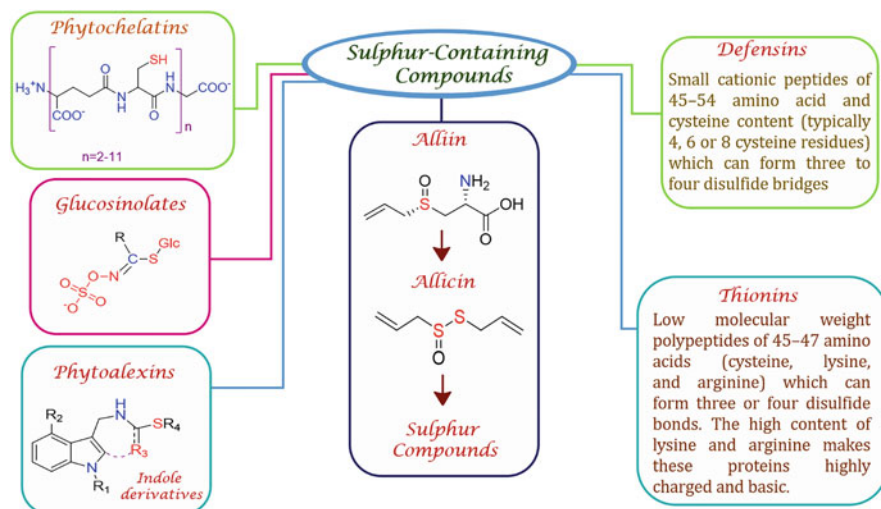 Sulphur-Containing
Compounds
Phytochelatins
SH
H₃⁺N
COO⁻
N
H
O
O
H
N
COO⁻
n
n=2-11
Glucosinolates
R
Glc
C
S
O
N
O
S
O
⁻O
Phytoalexins
R₂
H
N
S
R₄
R₃
N
R₁
Indole
derivatives
Alliin
O
S
NH₂
OH
O
Allicin
S
S
O
Sulphur
Compounds
Defensins
Small cationic peptides of
45–54 amino acid and
cysteine content (typically
4, 6 or 8 cysteine residues)
which can form three to
four disulfide bridges
Thionins
Low molecular weight
polypeptides of 45–47 amino
acids (cysteine, lysine,
and arginine) which can
form three or four disulfide
bonds. The high content of
lysine and arginine makes
these proteins highly
charged and basic.